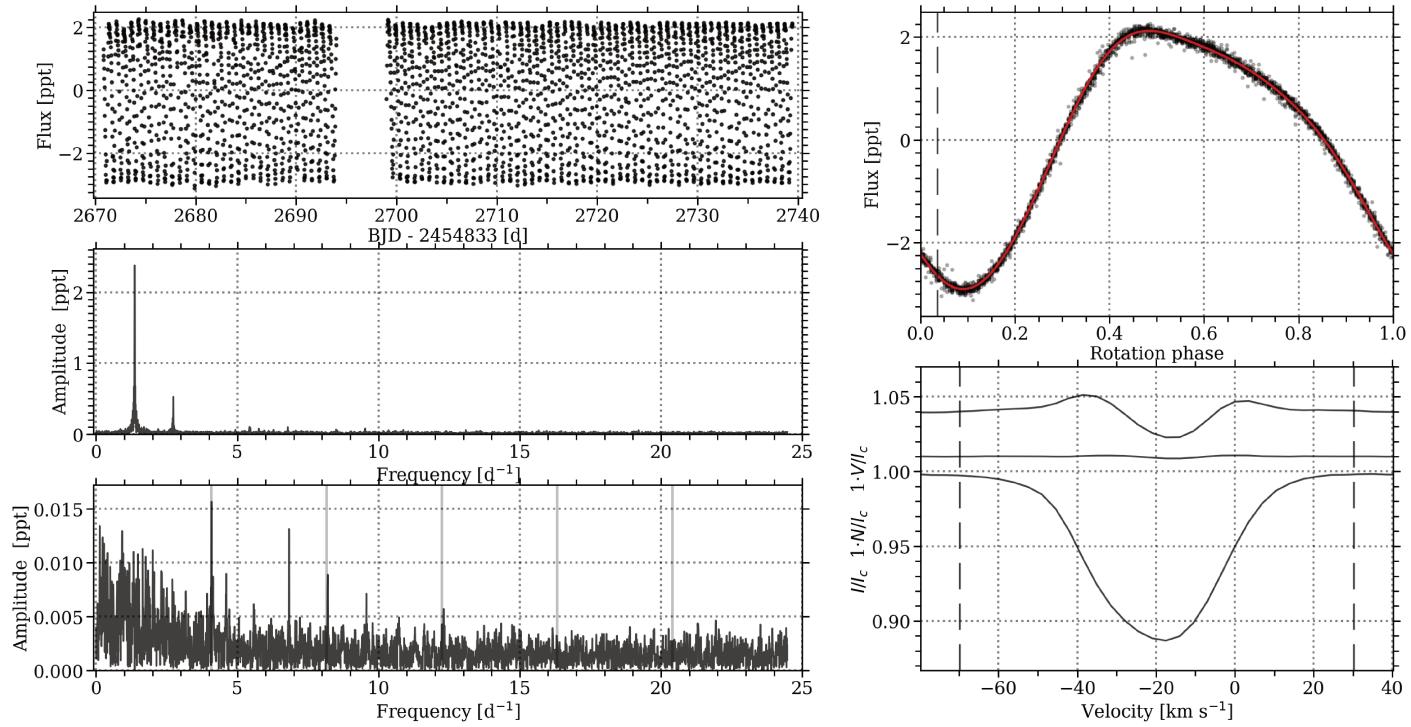 2
0
−2
Flux [ppt]
2670 2680 2690 2700 2710 2720 2730 2740
BJD - 2454833 [d]
2
1
0
Amplitude [ppt]
0 5 10 15 20 25
Frequency [d⁻¹]
0.015
0.010
0.005
0.000
Amplitude [ppt]
0 5 10 15 20 25
Frequency [d⁻¹]
2
0
−2
Flux [ppt]
0.0 0.2 0.4 0.6 0.8 1.0
Rotation phase
1.05
1.00
0.95
0.90
I/I_c 1·N/I_c 1·V/I_c
−60 −40 −20 0 20 40
Velocity [km s⁻¹]